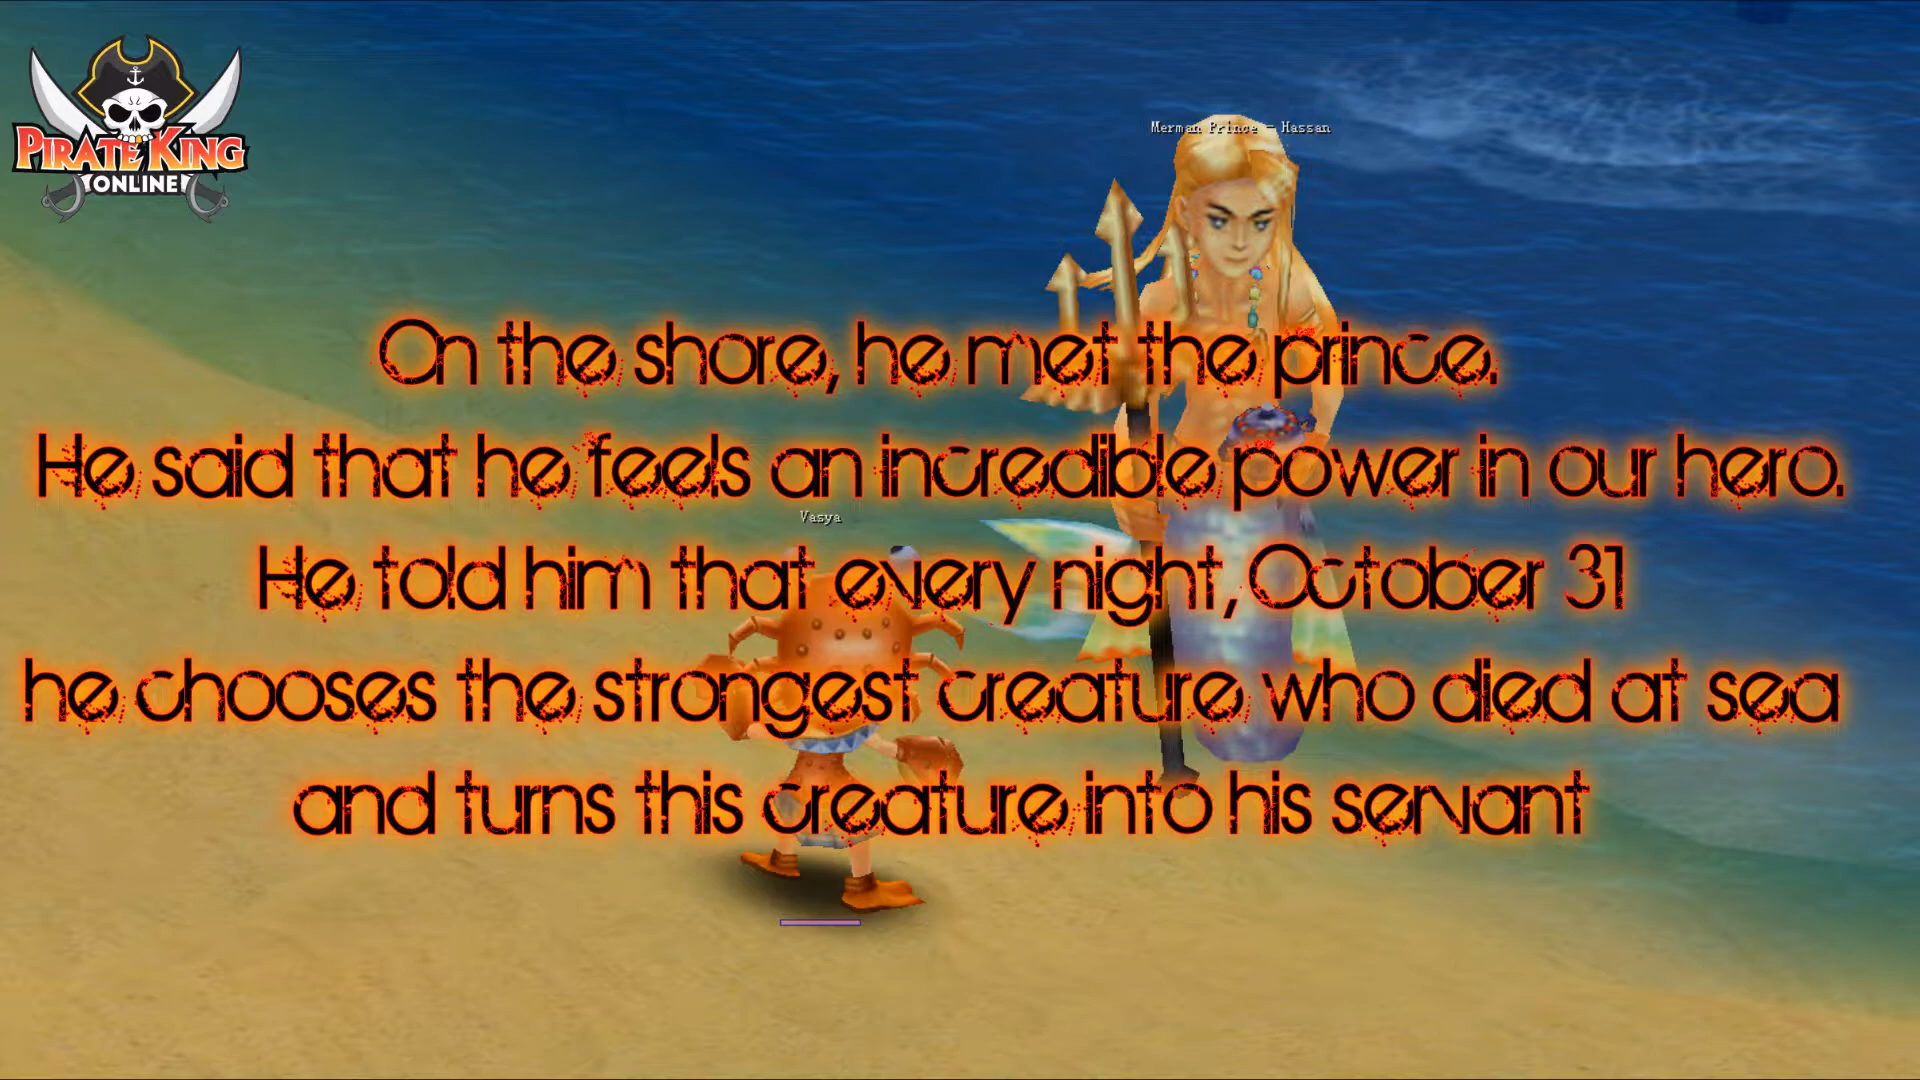 PIRATE KING
ONLINE
Merman Prince - Hassan
On the shore, he met the prince.
He said that he feels an incredible power in our hero.
Vasya
He told him that every night, October 31
he chooses the strongest creature who died at sea
and turns this creature into his servant